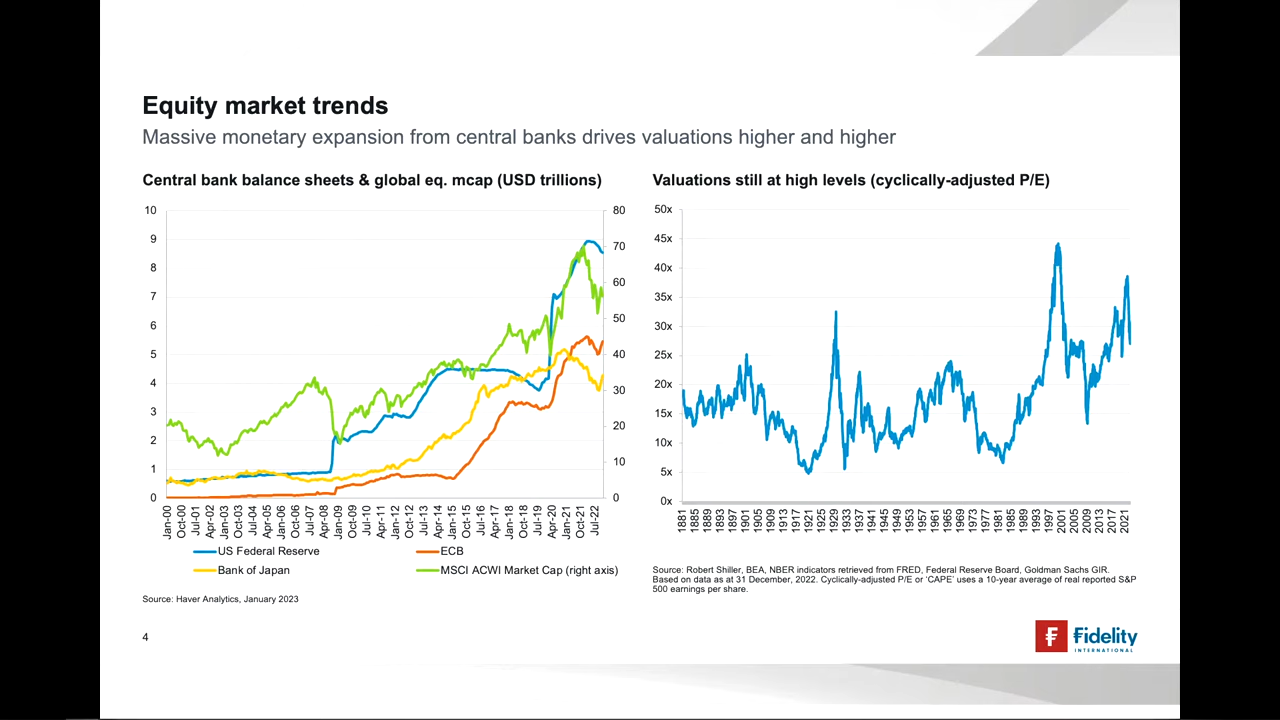 Equity market trends
Massive monetary expansion from central banks drives valuations higher and higher
Central bank balance sheets & global eq. mcap (USD trillions)
10
9
8
7
6
5
4
3
2
1
0
80
70
60
50
40
30
20
10
0
Jan-00
Oct-00
Jul-01
Apr-02
Jan-03
Oct-03
Jul-04
Apr-05
Jan-06
Oct-06
Jul-07
Apr-08
Jan-09
Oct-09
Jul-10
Apr-11
Jan-12
Oct-12
Jul-13
Apr-14
Jan-15
Oct-15
Jul-16
Apr-17
Jan-18
Oct-18
Jul-19
Apr-20
Jan-21
Oct-21
Jul-22
US Federal Reserve
ECB
Bank of Japan
MSCI ACWI Market Cap (right axis)
Source: Haver Analytics, January 2023
Valuations still at high levels (cyclically-adjusted P/E)
50x
45x
40x
35x
30x
25x
20x
15x
10x
5x
0x
1881
1885
1889
1893
1897
1901
1905
1909
1913
1917
1921
1925
1929
1933
1937
1941
1945
1949
1953
1957
1961
1965
1969
1973
1977
1981
1985
1989
1993
1997
2001
2005
2009
2013
2017
2021
Source: Robert Shiller, BEA, NBER indicators retrieved from FRED, Federal Reserve Board, Goldman Sachs GIR.
Based on data as at 31 December, 2022. Cyclically-adjusted P/E or ‘CAPE’ uses a 10-year average of real reported S&P
500 earnings per share.
4
Fidelity
INTERNATIONAL